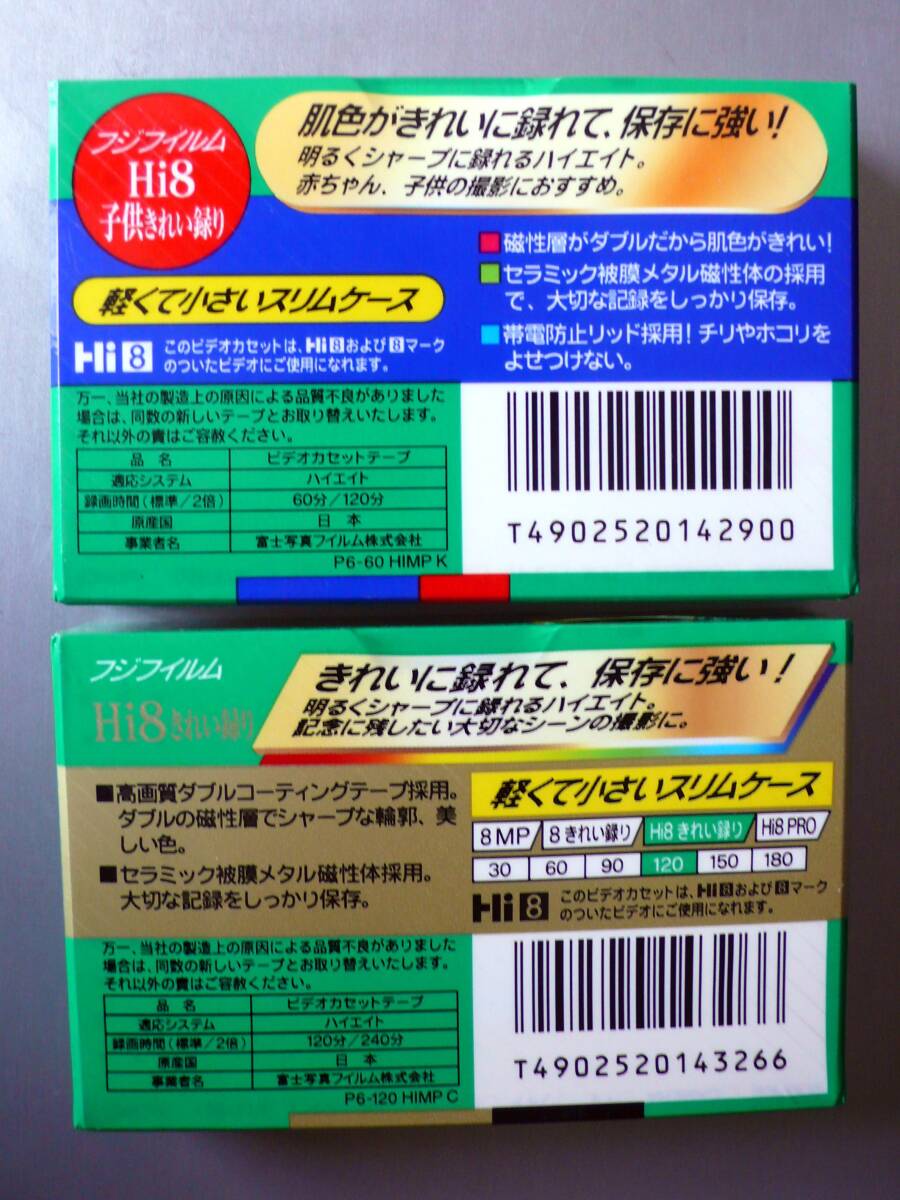 フジフイルム
Hi8
子供きれい録り
肌色がきれいに録れて、保存に強い!
明るくシャープに録れるハイエイト。
赤ちゃん、子供の撮影におすすめ。
軽くて小さいスリムケース
Hi8 このビデオカセットは、Hi8および8マーク
のついたビデオにご使用になれます。
■磁性層がダブルだから肌色がきれい!
■セラミック被膜メタル磁性体の採用
で、大切な記録をしっかり保存。
■帯電防止リッド採用!チリやホコリを
よせつけない。
万一、当社の製造上の原因による品質不良がありました
場合は、同数の新しいテープとお取り替えいたします。
それ以外の責はご容赦ください。
品名 ビデオカセットテープ
適応システム ハイエイト
録画時間(標準/2倍) 60分/120分
原産国 日本
事業者名 富士写真フイルム株式会社
P6-60 HIMP K
T4902520142900
フジフイルム
Hi8きれい録り
きれいに録れて、保存に強い!
明るくシャープに録れるハイエイト。
記念に残したい大切なシーンの撮影に。
■高画質ダブルコーティングテープ採用。
ダブルの磁性層でシャープな輪郭、美
しい色。
■セラミック被膜メタル磁性体採用。
大切な記録をしっかり保存。
軽くて小さいスリムケース
8MP 8きれい録り Hi8きれい録り Hi8 PRO
30 60 90 120 150 180
Hi8 このビデオカセットは、Hi8および8マーク
のついたビデオにご使用になれます。
万一、当社の製造上の原因による品質不良がありました
場合は、同数の新しいテープとお取り替えいたします。
それ以外の責はご容赦ください。
品名 ビデオカセットテープ
適応システム ハイエイト
録画時間(標準/2倍) 120分/240分
原産国 日本
事業者名 富士写真フイルム株式会社
P6-120 HIMP C
T4902520143266